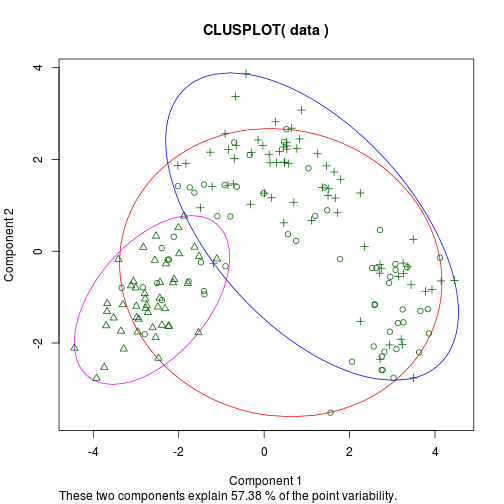 CLUSPLOT( data )
4
2
0
-2
Component 2
-4
-2
0
2
4
Component 1
These two components explain 57.38 % of the point variability.